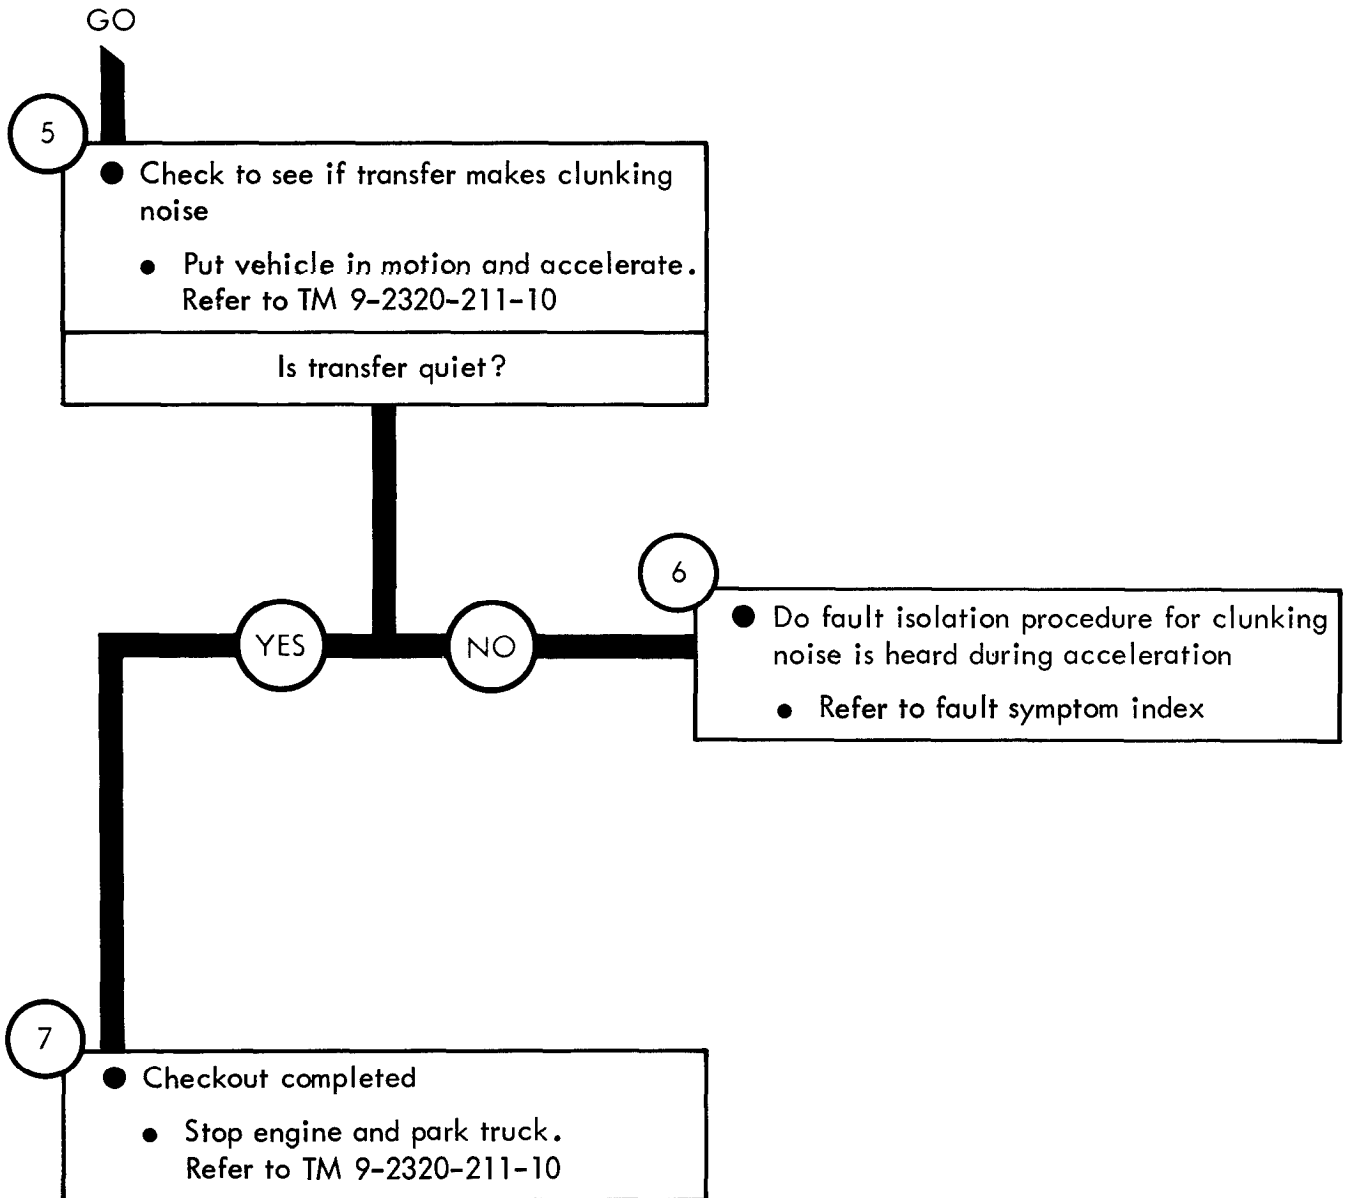 GO
5
● Check to see if transfer makes clunking
noise
● Put vehicle in motion and accelerate.
Refer to TM 9-2320-211-10
Is transfer quiet?
YES
NO
6
● Do fault isolation procedure for clunking
noise is heard during acceleration
● Refer to fault symptom index
7
● Checkout completed
● Stop engine and park truck.
Refer to TM 9-2320-211-10